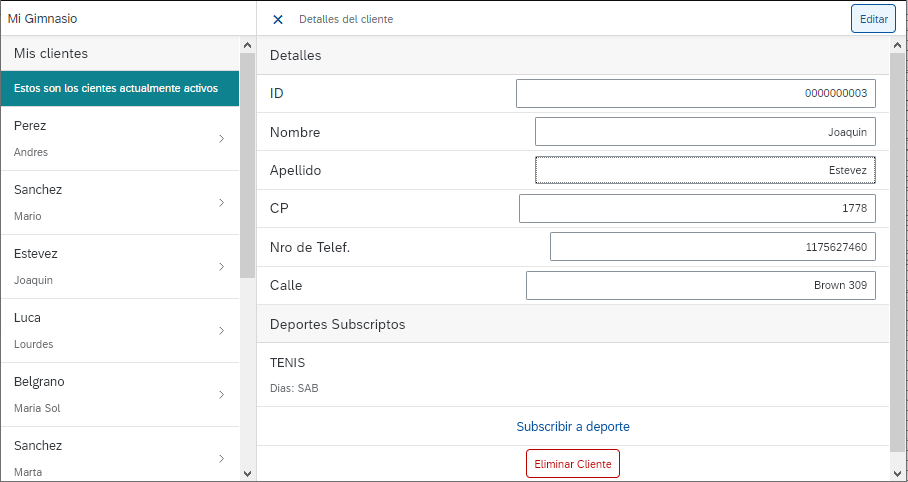 Mi Gimnasio
Mis clientes
Estos son los cientes actualmente activos
Perez
Andres
Sanchez
Mario
Estevez
Joaquin
Luca
Lourdes
Belgrano
Maria Sol
Sanchez
Marta
Detalles del cliente
Editar
Detalles
ID 0000000003
Nombre Joaquin
Apellido Estevez
CP 1778
Nro de Telef. 1175627460
Calle Brown 309
Deportes Subscriptos
TENIS
Dias: SAB
Subscribir a deporte
Eliminar Cliente